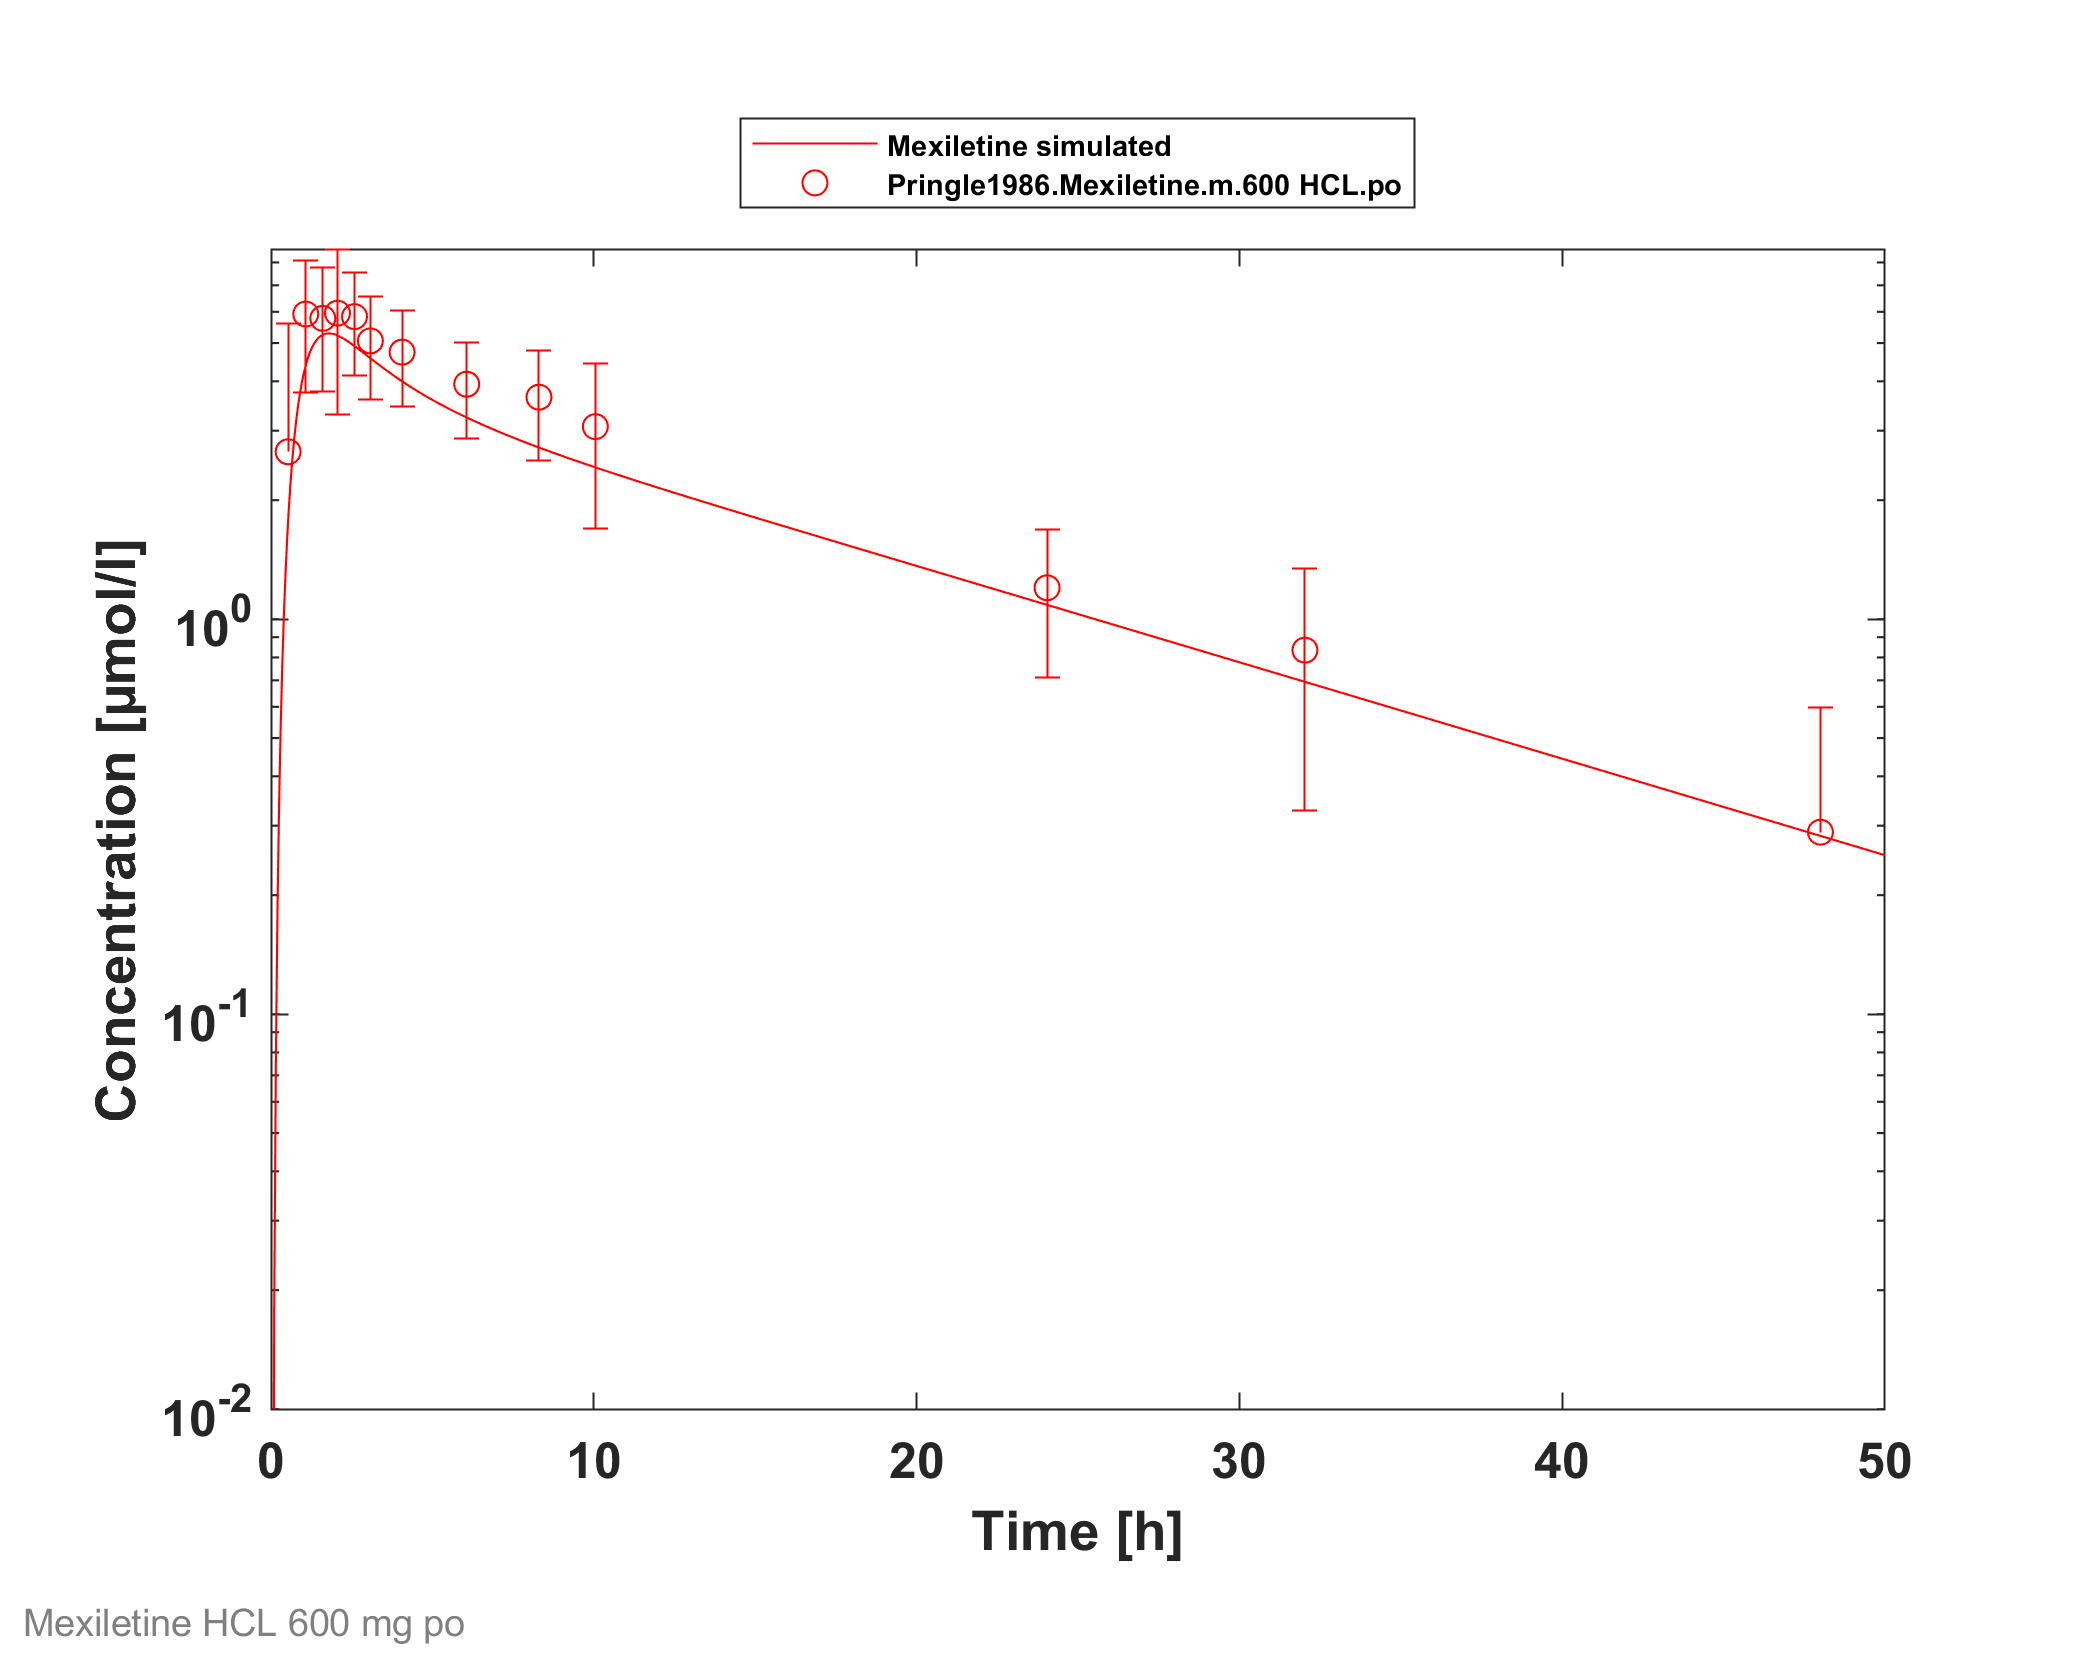 Mexiletine simulated
Pringle1986.Mexiletine.m.600 HCL.po
Concentration [µmol/l]
10^0
10^-1
10^-2
0 10 20 30 40 50
Time [h]
Mexiletine HCL 600 mg po